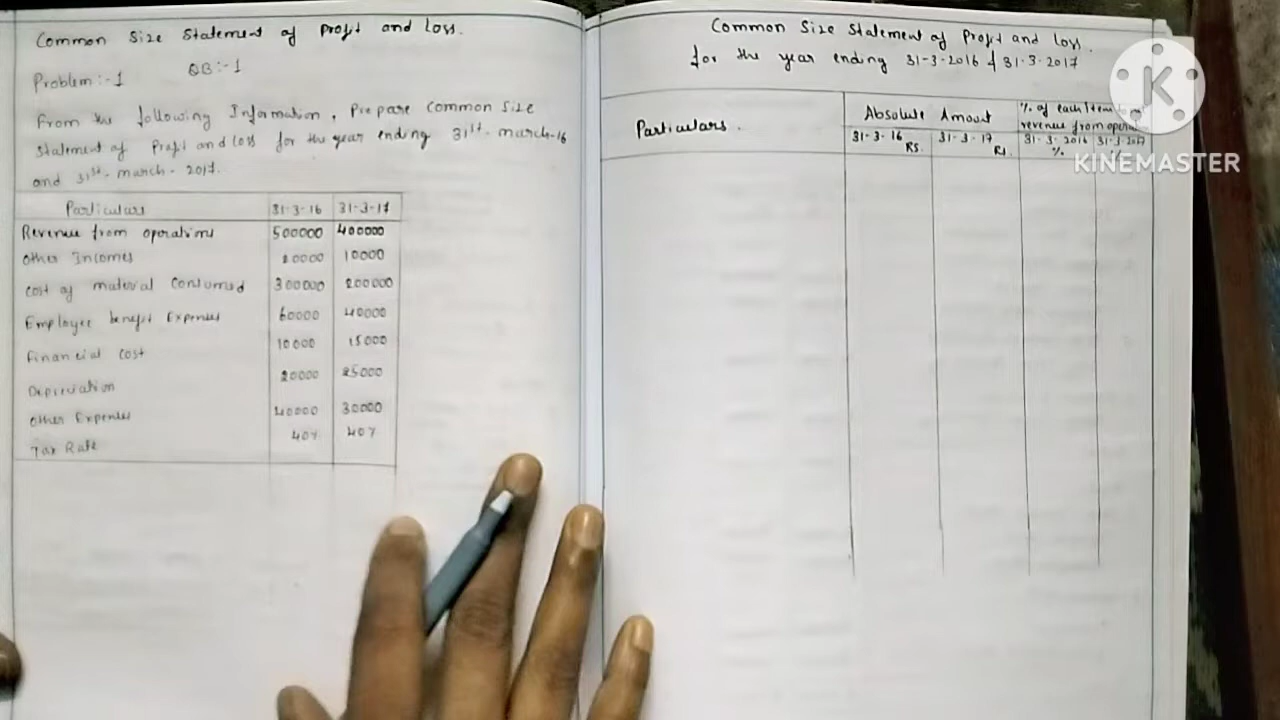 Common Size Statement of Profit and Loss.
Problem:-1 QB:-1
From the following Information, Prepare Common Size
Statement of Profit and Loss for the year ending 31st-march-16
and 31st-march-2017.
Particulars 31-3-16 31-3-17
Revenue from operations 500000 400000
Other Incomes 20000 10000
Cost of material Consumed 300000 200000
Employee benefit Expenses 60000 40000
Financial Cost 10000 15000
Depreciation 20000 25000
Other Expenses 40000 30000
Tax Rate 40% 40%
Common Size Statement of Profit and Loss.
for the year ending 31-3-2016 & 31-3-2017
Particulars.
Absolute Amount
31-3-16 Rs. 31-3-17 Rs.
% of each Item
revenue from
31-3-2016 % 31-3-2017
KINEMASTER